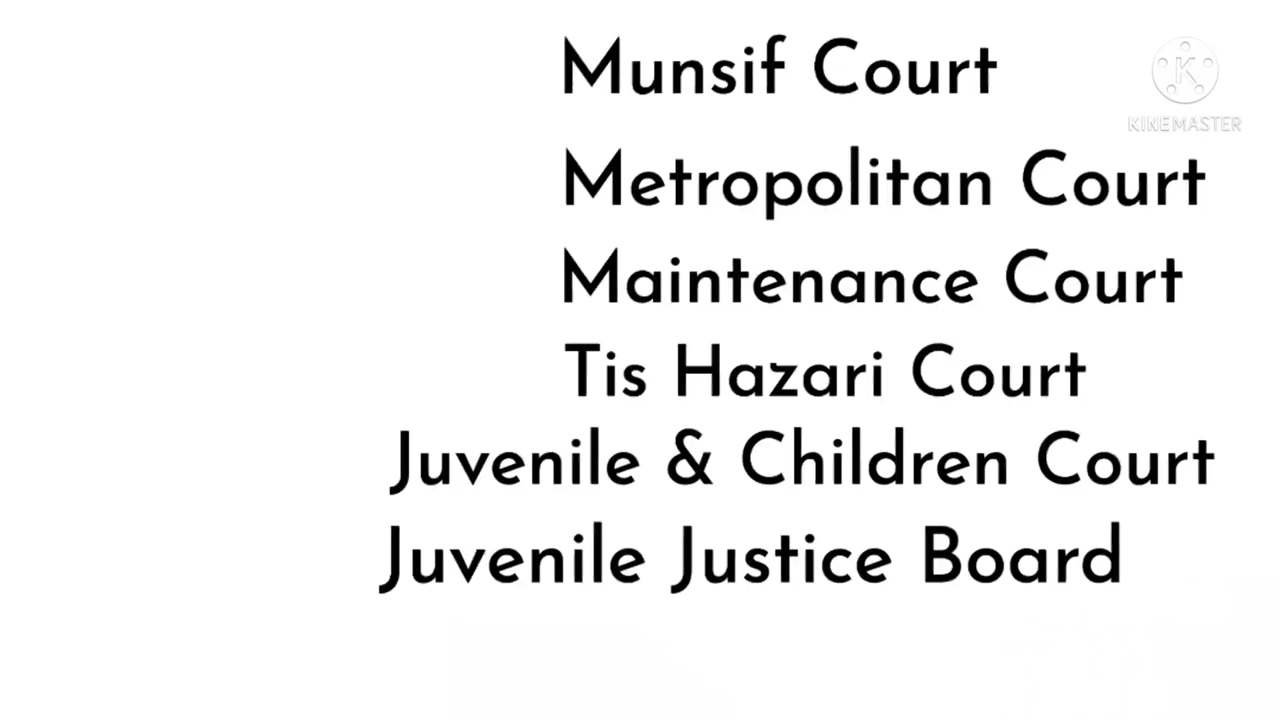 Munsif Court
KINEMASTER
Metropolitan Court
Maintenance Court
Tis Hazari Court
Juvenile & Children Court
Juvenile Justice Board